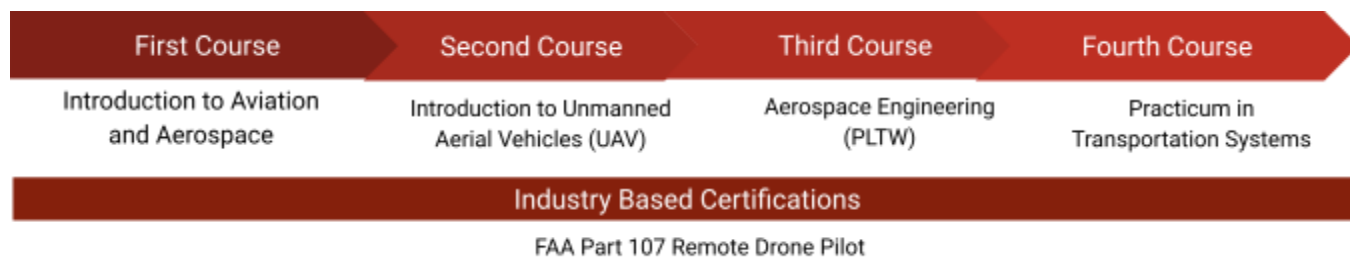 First Course
Second Course
Third Course
Fourth Course
Introduction to Aviation
and Aerospace
Introduction to Unmanned
Aerial Vehicles (UAV)
Aerospace Engineering
(PLTW)
Practicum in
Transportation Systems
Industry Based Certifications
FAA Part 107 Remote Drone Pilot